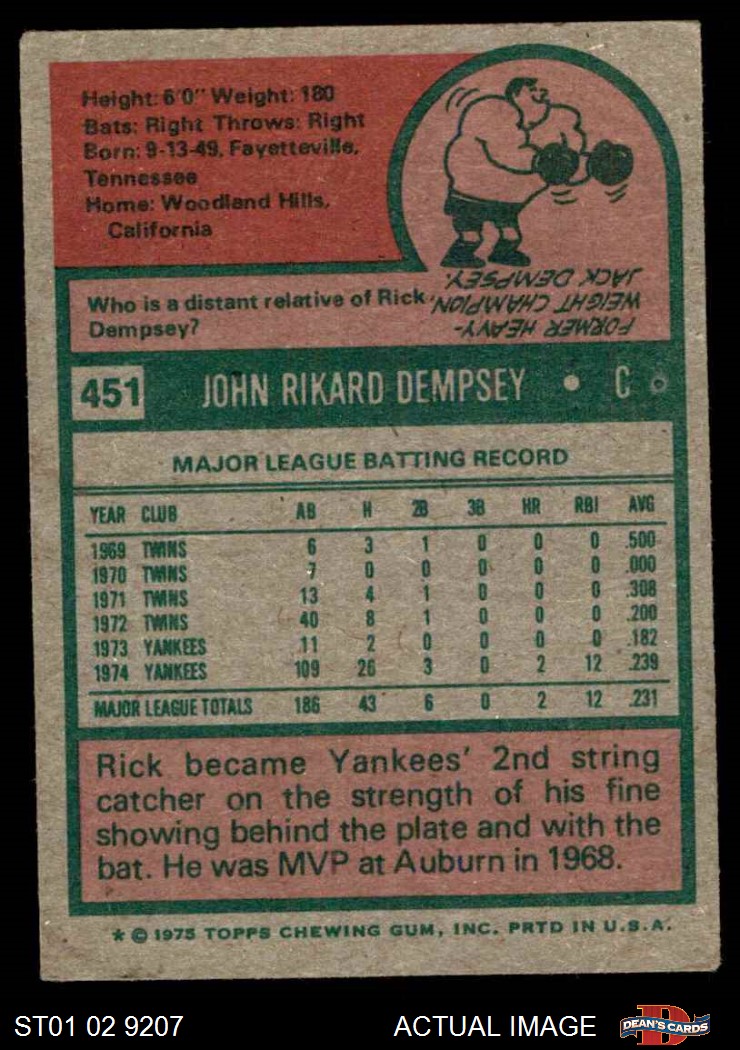 Height: 6'0" Weight: 180
Bats: Right Throws: Right
Born: 9-13-49, Fayetteville,
Tennessee
Home: Woodland Hills,
California
Who is a distant relative of Rick
Dempsey?
FORMER HEAVY-
WEIGHT CHAMPION
JACK DEMPSEY.
451 JOHN RIKARD DEMPSEY • C
MAJOR LEAGUE BATTING RECORD
YEAR CLUB AB H 2B 3B HR RBI AVG
1969 TWINS 6 3 1 0 0 0 .500
1970 TWINS 7 0 0 0 0 0 .000
1971 TWINS 13 4 1 0 0 0 .308
1972 TWINS 40 8 1 0 0 0 .200
1973 YANKEES 11 2 0 0 0 0 .182
1974 YANKEES 109 26 3 0 2 12 .239
MAJOR LEAGUE TOTALS 186 43 6 0 2 12 .231
Rick became Yankees' 2nd string
catcher on the strength of his fine
showing behind the plate and with the
bat. He was MVP at Auburn in 1968.
* © 1975 TOPPS CHEWING GUM, INC. PRTD IN U.S.A.
ST01 02 9207 ACTUAL IMAGE
D
DEAN'S CARDS